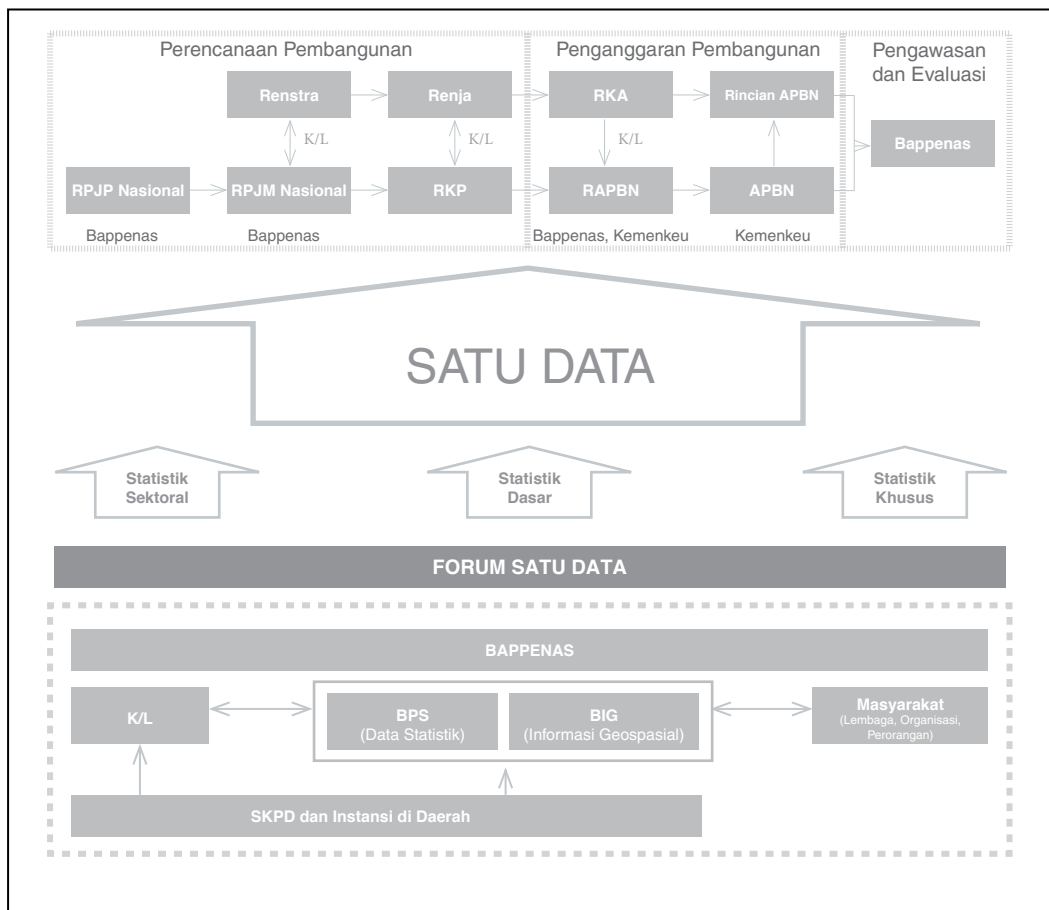 Perencanaan Pembangunan
Penganggaran Pembangunan
Pengawasan
dan Evaluasi
Renstra
Renja
RKA
Rincian APBN
K/L
K/L
K/L
Bappenas
RPJP Nasional
RPJM Nasional
RKP
RAPBN
APBN
Bappenas
Bappenas
Bappenas, Kemenkeu
Kemenkeu
SATU DATA
Statistik
Sektoral
Statistik
Dasar
Statistik
Khusus
FORUM SATU DATA
BAPPENAS
K/L
BPS
(Data Statistik)
BIG
(Informasi Geospasial)
Masyarakat
(Lembaga, Organisasi,
Perorangan)
SKPD dan Instansi di Daerah